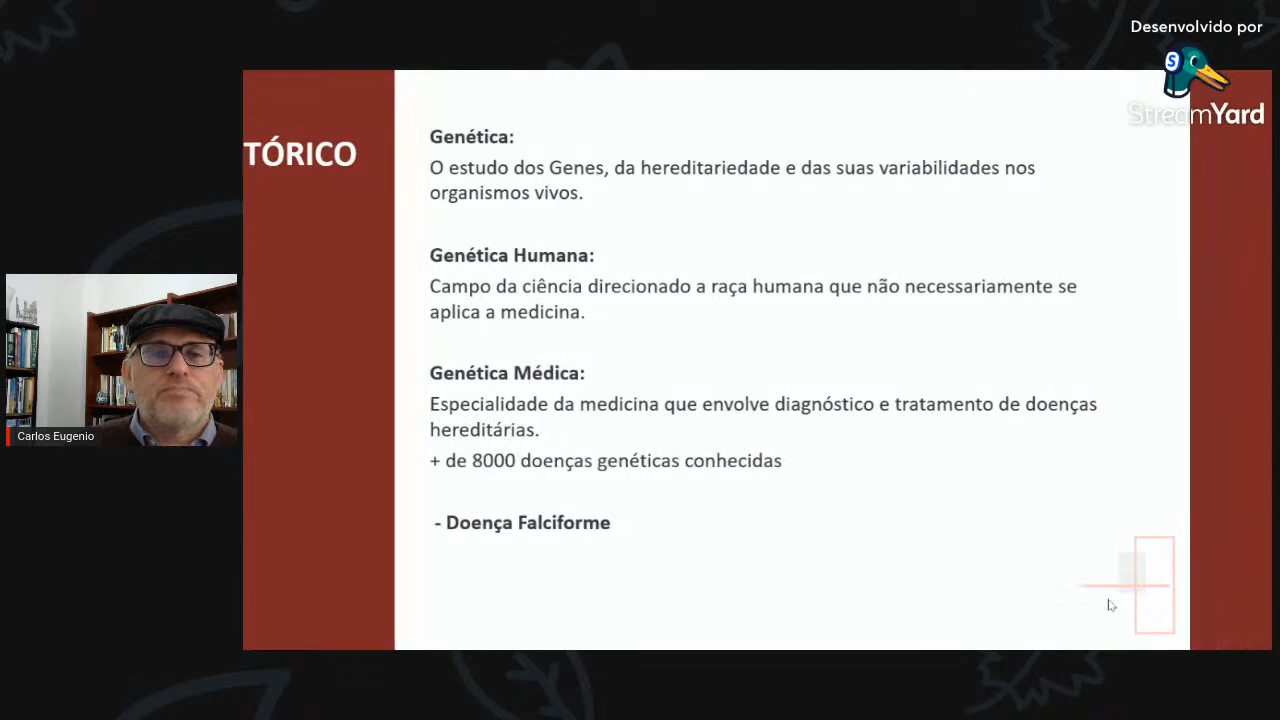 Desenvolvido por
S
StreamYard
TÓRICO
Genética:
O estudo dos Genes, da hereditariedade e das suas variabilidades nos
organismos vivos.
Genética Humana:
Campo da ciência direcionado a raça humana que não necessariamente se
aplica a medicina.
Genética Médica:
Especialidade da medicina que envolve diagnóstico e tratamento de doenças
hereditárias.
+ de 8000 doenças genéticas conhecidas
- Doença Falciforme
Carlos Eugenio